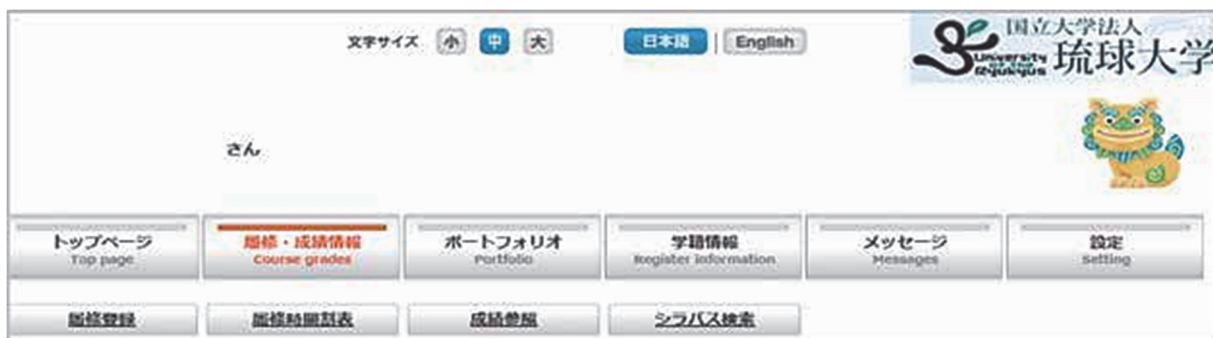 文字サイズ 小 中 大 日本語 | English
国立大学法人
University of the Ryukyus
琉球大学
さん
トップページ 履修・成績情報 ポートフォリオ 学籍情報 メッセージ 設定
Top page Course grades Portfolio Register information Messages Setting
履修登録 履修時間割表 成績参照 シラバス検索